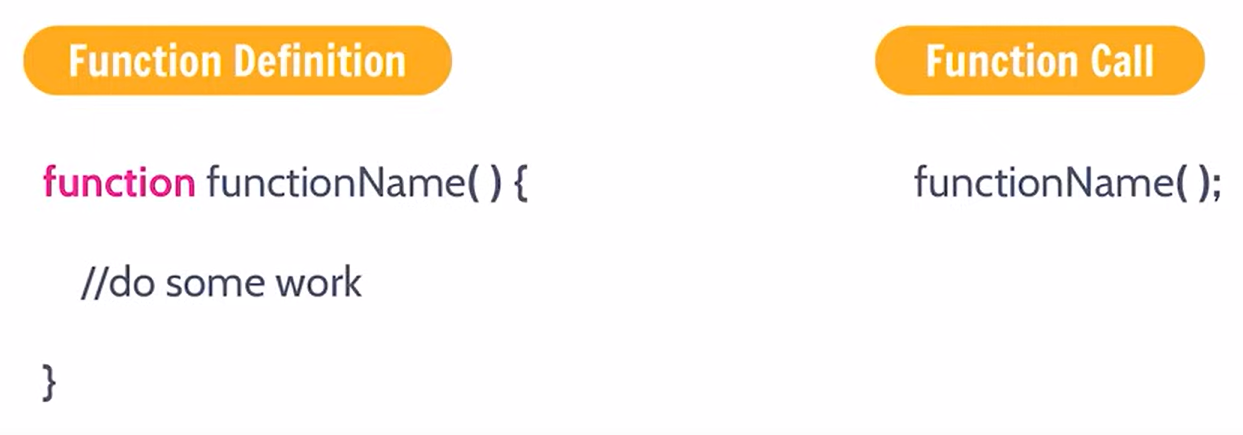 Function Definition
function functionName( ) {
//do some work
}
Function Call
functionName( );